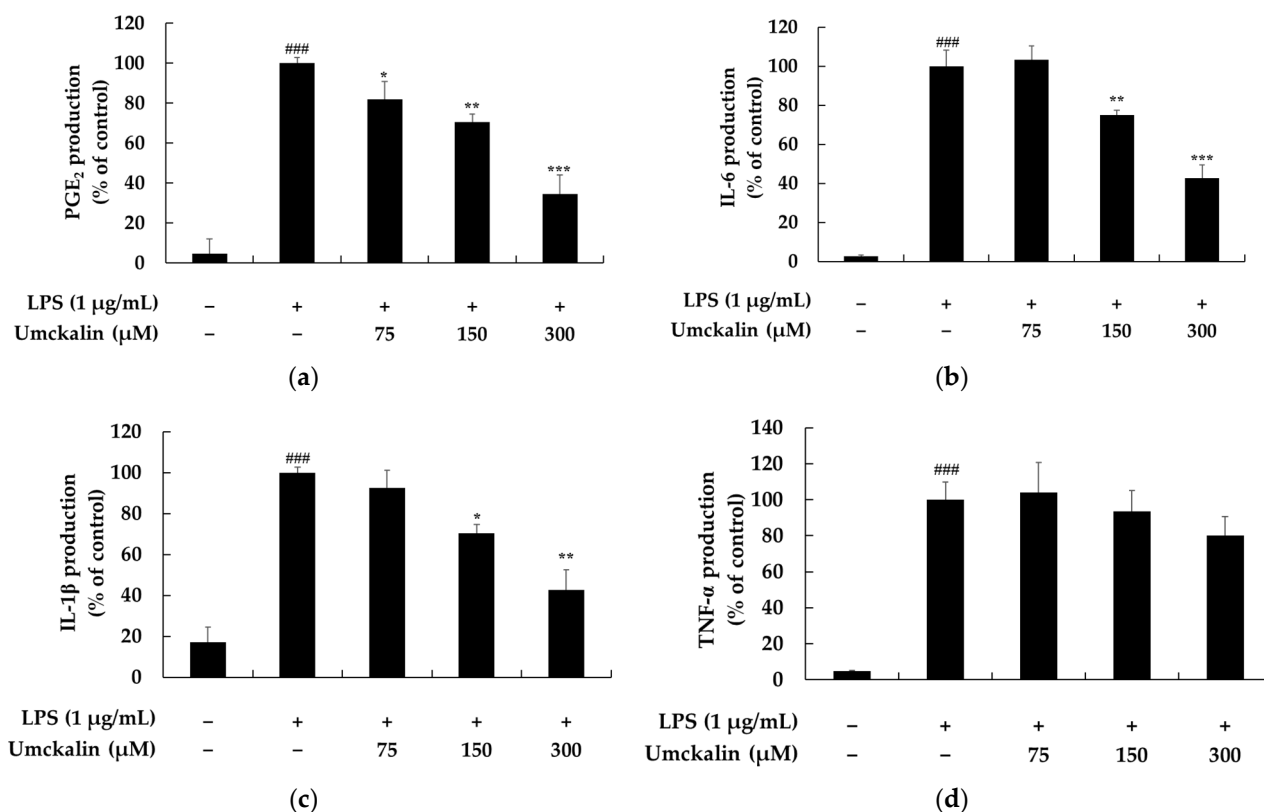 PGE₂ production
(% of control)
120
100
80
60
40
20
0
###
*
**
***
LPS (1 μg/mL) – + + + +
Umckalin (μM) – – 75 150 300
(a)
IL-6 production
(% of control)
120
100
80
60
40
20
0
###
**
***
LPS (1 μg/mL) – + + + +
Umckalin (μM) – – 75 150 300
(b)
IL-1β production
(% of control)
120
100
80
60
40
20
0
###
*
**
LPS (1 μg/mL) – + + + +
Umckalin (μM) – – 75 150 300
(c)
TNF-α production
(% of control)
140
120
100
80
60
40
20
0
###
LPS (1 μg/mL) – + + + +
Umckalin (μM) – – 75 150 300
(d)